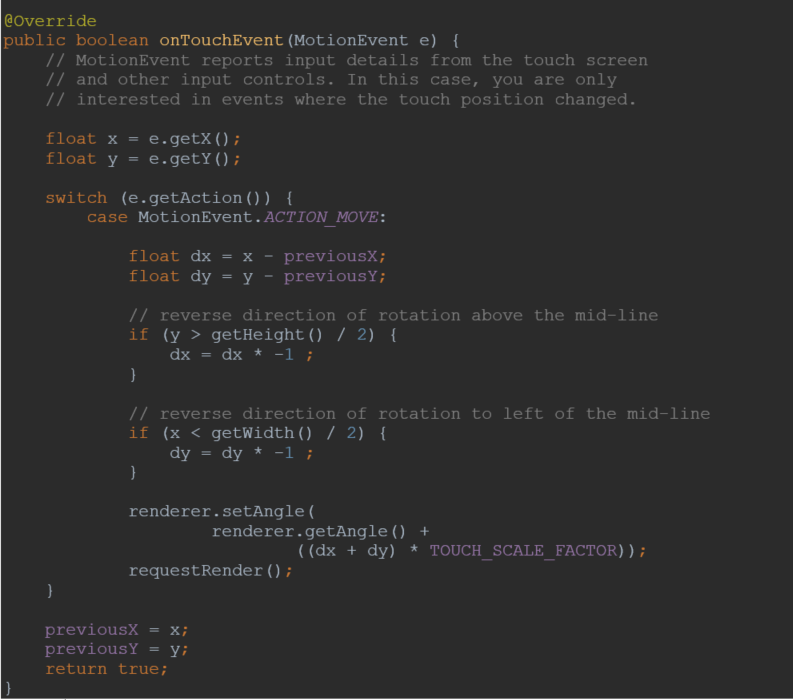 @Override
public boolean onTouchEvent(MotionEvent e) {
    // MotionEvent reports input details from the touch screen
    // and other input controls. In this case, you are only
    // interested in events where the touch position changed.

    float x = e.getX();
    float y = e.getY();

    switch (e.getAction()) {
        case MotionEvent.ACTION_MOVE:

            float dx = x - previousX;
            float dy = y - previousY;

            // reverse direction of rotation above the mid-line
            if (y > getHeight() / 2) {
                dx = dx * -1 ;
            }

            // reverse direction of rotation to left of the mid-line
            if (x < getWidth() / 2) {
                dy = dy * -1 ;
            }

            renderer.setAngle(
                    renderer.getAngle() +
                            ((dx + dy) * TOUCH_SCALE_FACTOR));
            requestRender();
    }

    previousX = x;
    previousY = y;
    return true;
}